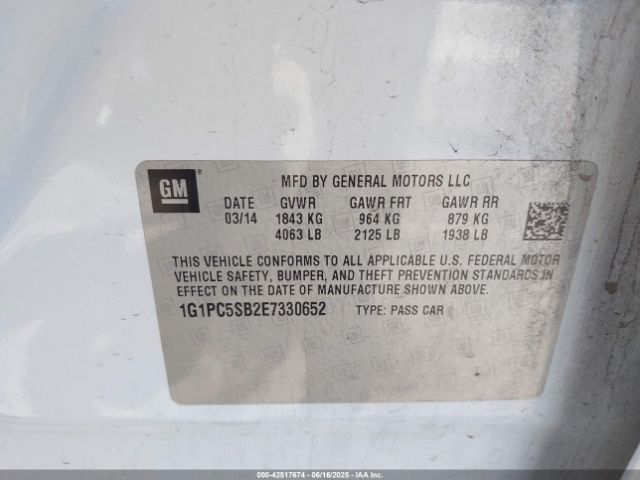 GM
MFD BY GENERAL MOTORS LLC
DATE GVWR GAWR FRT GAWR RR
03/14 1843 KG 964 KG 879 KG
4063 LB 2125 LB 1938 LB
THIS VEHICLE CONFORMS TO ALL APPLICABLE U.S. FEDERAL MOTOR
VEHICLE SAFETY, BUMPER, AND THEFT PREVENTION STANDARDS IN
EFFECT ON THE DATE OF MANUFACTURE SHOWN ABOVE.
1G1PC5SB2E7330652 TYPE: PASS CAR
000-42517674 / 06/16/2025 - IAA Inc.